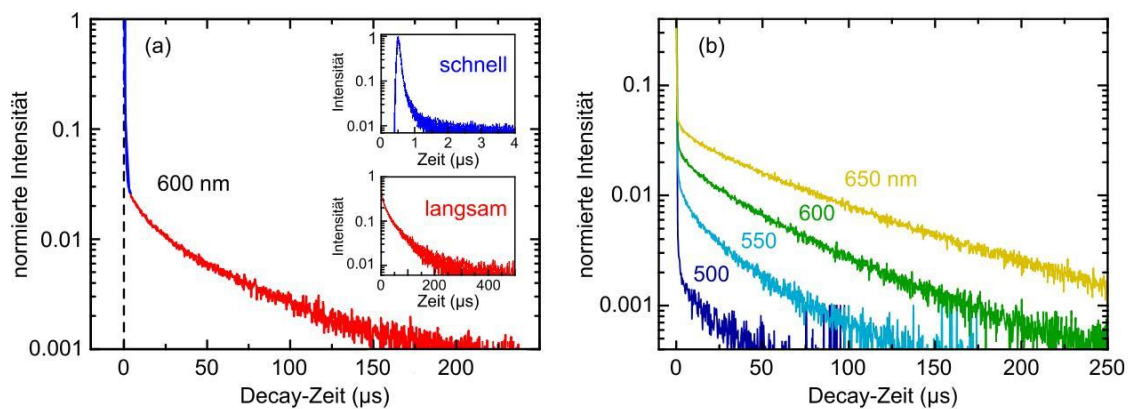 (a)
normierte Intensität
1
0.1
0.01
0.001
0
50
100
150
200
Decay-Zeit (µs)
600 nm
schnell
Intensität
1
0.1
0.01
0
1
2
3
4
Zeit (µs)
langsam
Intensität
1
0.1
0.01
0
200
400
Zeit (µs)
(b)
normierte Intensität
0.1
0.01
0.001
0
50
100
150
200
250
Decay-Zeit (µs)
650 nm
600
550
500